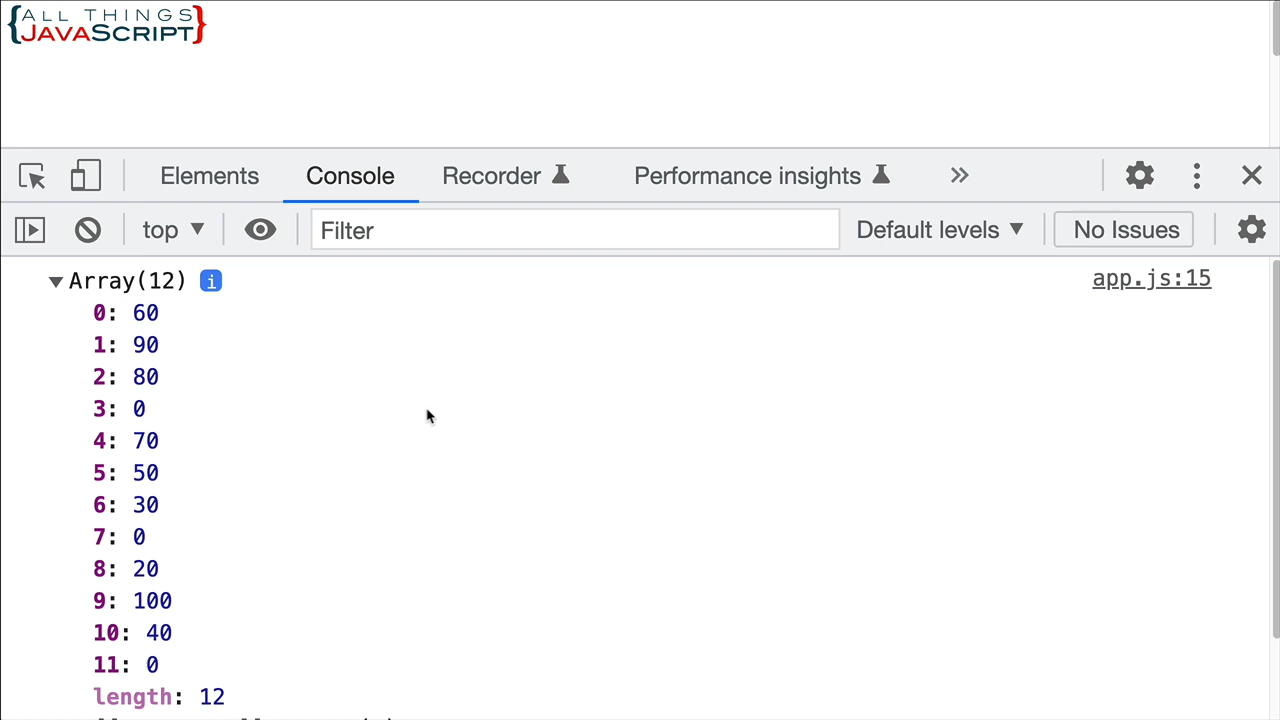 {ALL THINGS
JAVASCRIPT}
Elements Console Recorder Performance insights »
top ▼ Filter Default levels ▼ No Issues
▼ Array(12) i app.js:15
0: 60
1: 90
2: 80
3: 0
4: 70
5: 50
6: 30
7: 0
8: 20
9: 100
10: 40
11: 0
length: 12